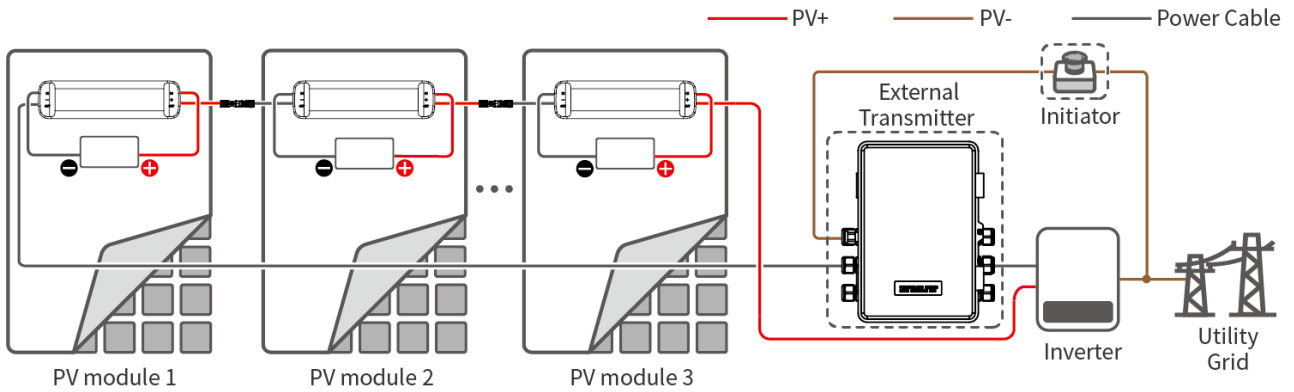 PV+ PV- Power Cable
External
Transmitter
Initiator
PV module 1 PV module 2 PV module 3
Inverter
Utility
Grid